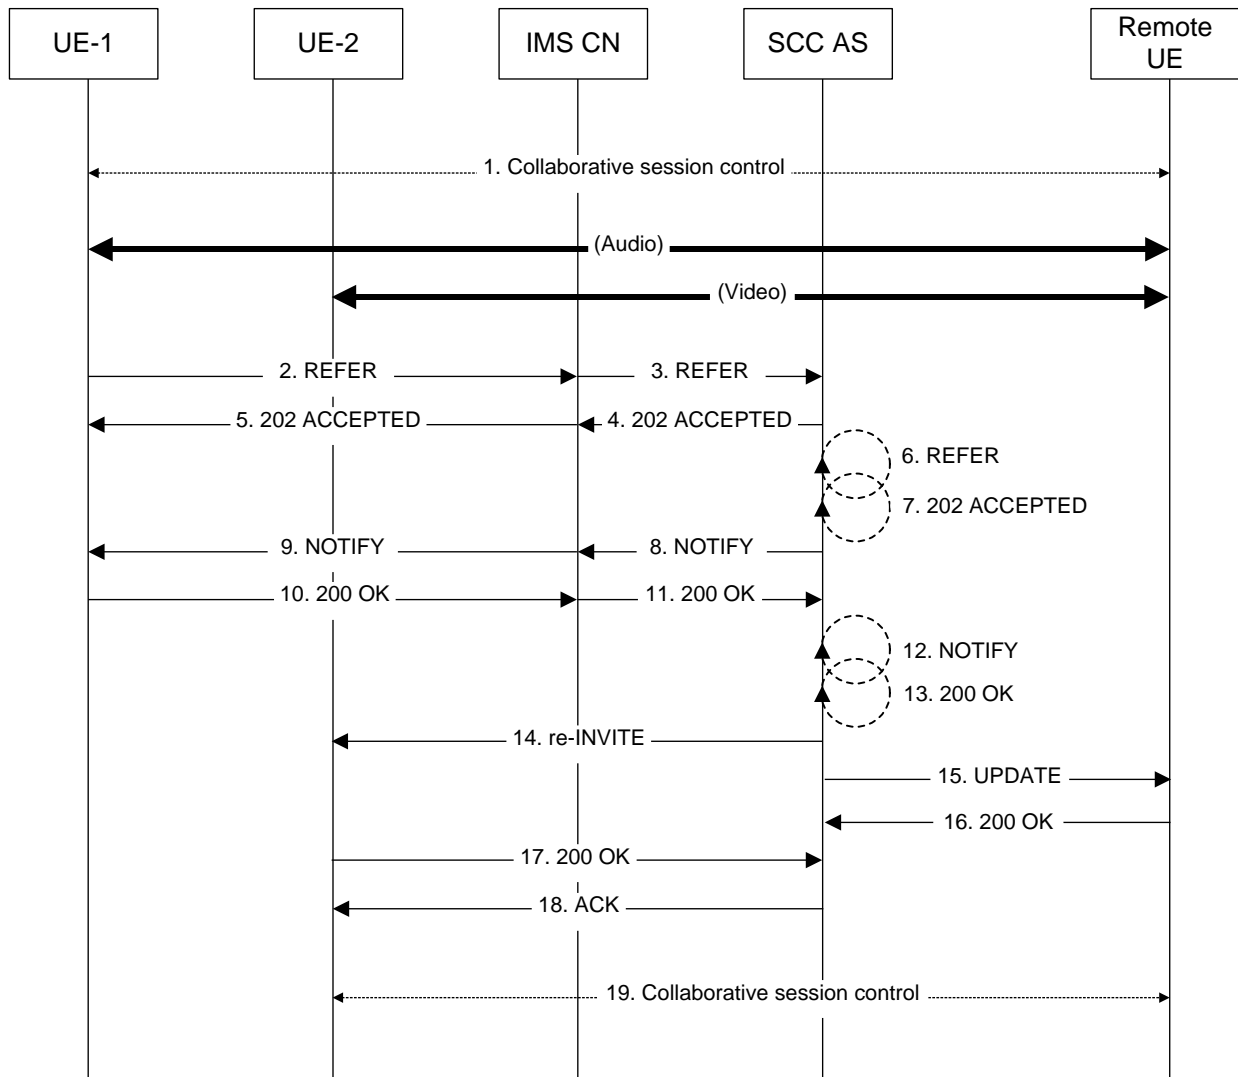 UE-1
UE-2
IMS CN
SCC AS
Remote
UE
1. Collaborative session control
(Audio)
(Video)
2. REFER
3. REFER
5. 202 ACCEPTED
4. 202 ACCEPTED
6. REFER
7. 202 ACCEPTED
9. NOTIFY
8. NOTIFY
10. 200 OK
11. 200 OK
12. NOTIFY
13. 200 OK
14. re-INVITE
15. UPDATE
16. 200 OK
17. 200 OK
18. ACK
19. Collaborative session control